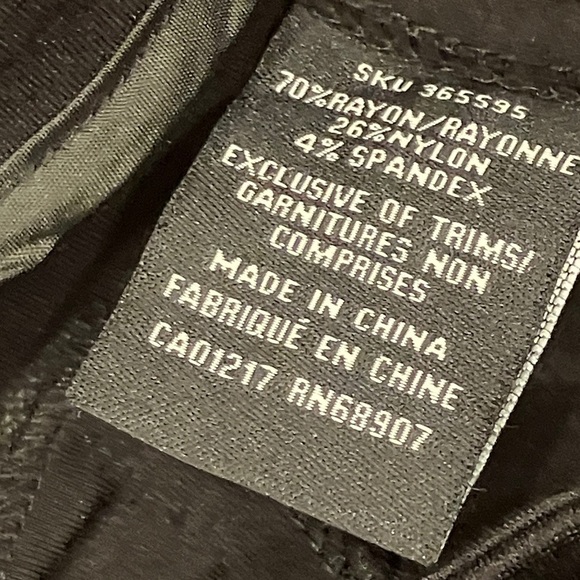 SKU 365595
70%RAYON/RAYONNE
26%NYLON
4% SPANDEX
EXCLUSIVE OF TRIMS/
GARNITURES NON
COMPRISES
MADE IN CHINA
FABRIQUÉ EN CHINE
CA01217 RN68907